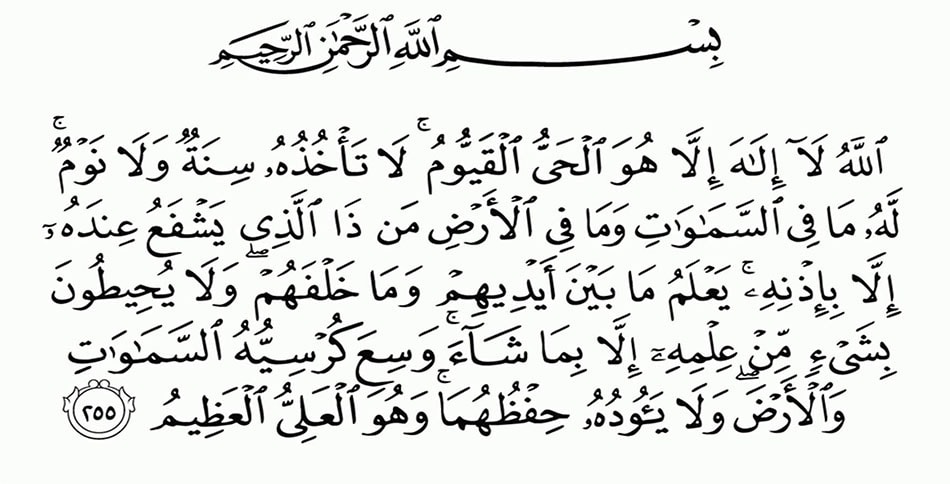 بِسْمِ ٱللَّهِ ٱلرَّحْمَٰنِ ٱلرَّحِيمِ
ٱللَّهُ لَآ إِلَٰهَ إِلَّا هُوَ ٱلْحَىُّ ٱلْقَيُّومُ ۚ لَا تَأْخُذُهُۥ سِنَةٌ وَلَا نَوْمٌ ۚ
لَّهُۥ مَا فِى ٱلسَّمَٰوَٰتِ وَمَا فِى ٱلْأَرْضِ مَن ذَا ٱلَّذِى يَشْفَعُ عِندَهُۥٓ
إِلَّا بِإِذْنِهِۦ ۚ يَعْلَمُ مَا بَيْنَ أَيْدِيهِمْ وَمَا خَلْفَهُمْ ۖ وَلَا يُحِيطُونَ
بِشَىْءٍ مِّنْ عِلْمِهِۦٓ إِلَّا بِمَا شَآءَ ۚ وَسِعَ كُرْسِيُّهُ ٱلسَّمَٰوَٰتِ
وَٱلْأَرْضَ ۖ وَلَا يَـُٔودُهُۥ حِفْظُهُمَا ۚ وَهُوَ ٱلْعَلِىُّ ٱلْعَظِيمُ ٢٥٥